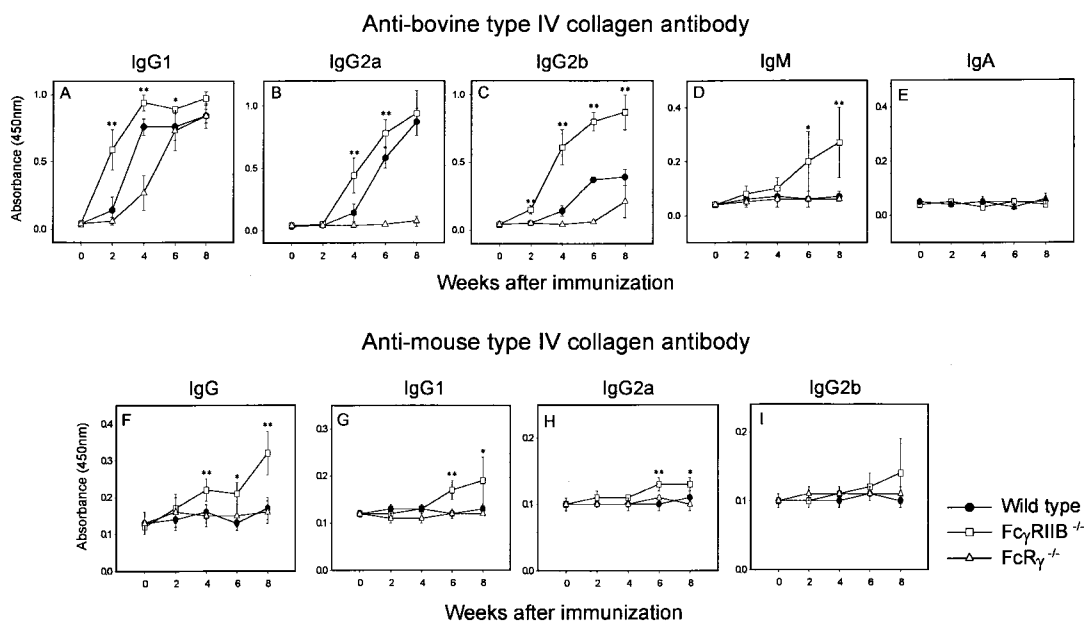 Anti-bovine type IV collagen antibody
IgG1 IgG2a IgG2b IgM IgA
A B C D E
Absorbance (450nm)
1.0 1.0 1.0 0.4
0.4
0.5 0.5 0.5 0.2 0.2
0.0 0.0 0.0 0.0 0.0
** ** *
** **
** ** ** **
* **
0 2 4 6 8 0 2 4 6 8 0 2 4 6 8 0 2 4 6 8 0 2 4 6 8
Weeks after immunization
Anti-mouse type IV collagen antibody
IgG IgG1 IgG2a IgG2b
F G H I
Absorbance (450nm)
0.4 0.3 0.2 0.1 0.0
0.3 0.2 0.1 0.0
0.2 0.1 0.0
0.2 0.1 0.0
** * **
** *
** *
0 2 4 6 8 0 2 4 6 8 0 2 4 6 8 0 2 4 6 8
Weeks after immunization
Wild type
FcγRIIB -/-
FcRγ -/-